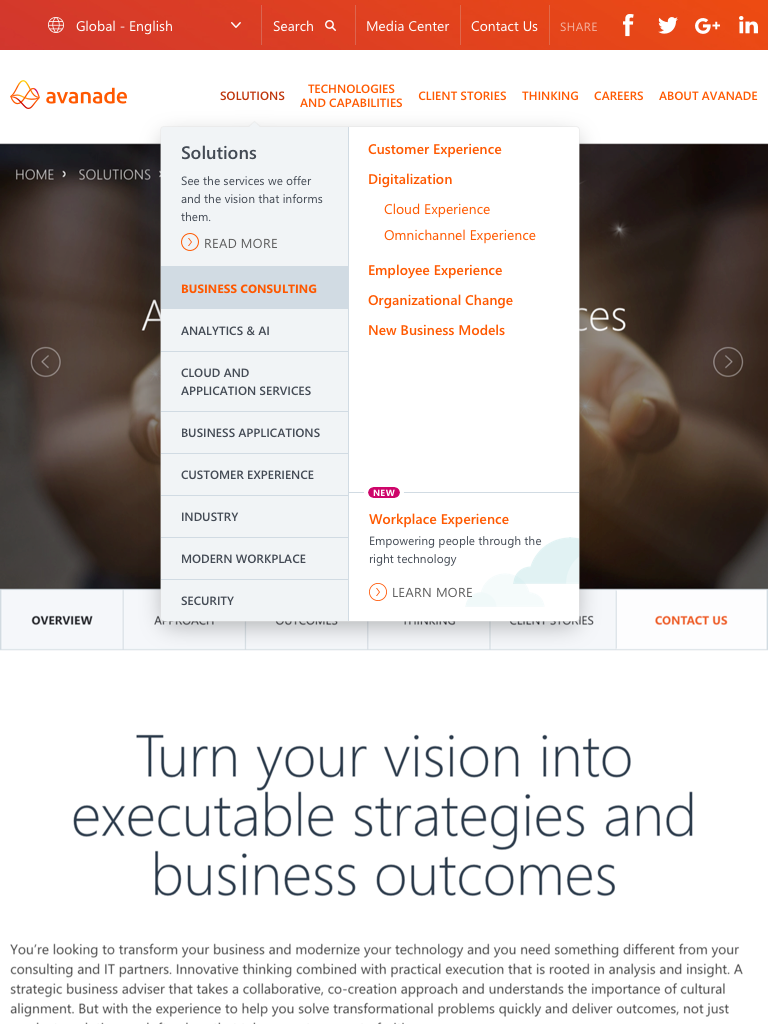 Global - English
Search
Media Center
Contact Us
SHARE
G+
in
avanade
SOLUTIONS
TECHNOLOGIES
AND CAPABILITIES
CLIENT STORIES
THINKING
CAREERS
ABOUT AVANADE
HOME › SOLUTIONS ›
Solutions
See the services we offer
and the vision that informs
them.
READ MORE
BUSINESS CONSULTING
ANALYTICS & AI
CLOUD AND
APPLICATION SERVICES
BUSINESS APPLICATIONS
CUSTOMER EXPERIENCE
INDUSTRY
MODERN WORKPLACE
SECURITY
Customer Experience
Digitalization
Cloud Experience
Omnichannel Experience
Employee Experience
Organizational Change
New Business Models
NEW
Workplace Experience
Empowering people through the
right technology
LEARN MORE
OVERVIEW
APPROACH
OUTCOMES
THINKING
CLIENT STORIES
CONTACT US
Turn your vision into
executable strategies and
business outcomes
You're looking to transform your business and modernize your technology and you need something different from your
consulting and IT partners. Innovative thinking combined with practical execution that is rooted in analysis and insight. A
strategic business adviser that takes a collaborative, co-creation approach and understands the importance of cultural
alignment. But with the experience to help you solve transformational problems quickly and deliver outcomes, not just